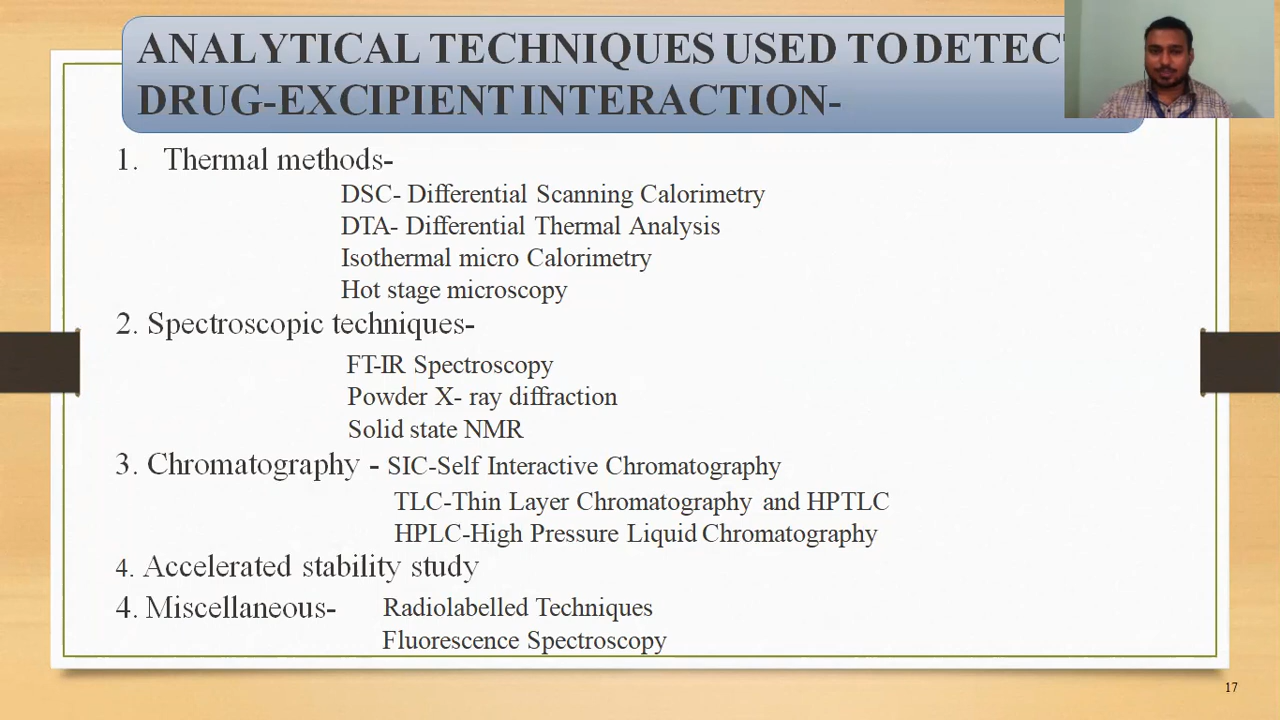 ANALYTICAL TECHNIQUES USED TO DETECT
DRUG-EXCIPIENT INTERACTION-
1. Thermal methods-
DSC- Differential Scanning Calorimetry
DTA- Differential Thermal Analysis
Isothermal micro Calorimetry
Hot stage microscopy
2. Spectroscopic techniques-
FT-IR Spectroscopy
Powder X- ray diffraction
Solid state NMR
3. Chromatography - SIC-Self Interactive Chromatography
TLC-Thin Layer Chromatography and HPTLC
HPLC-High Pressure Liquid Chromatography
4. Accelerated stability study
4. Miscellaneous- Radiolabelled Techniques
Fluorescence Spectroscopy
17